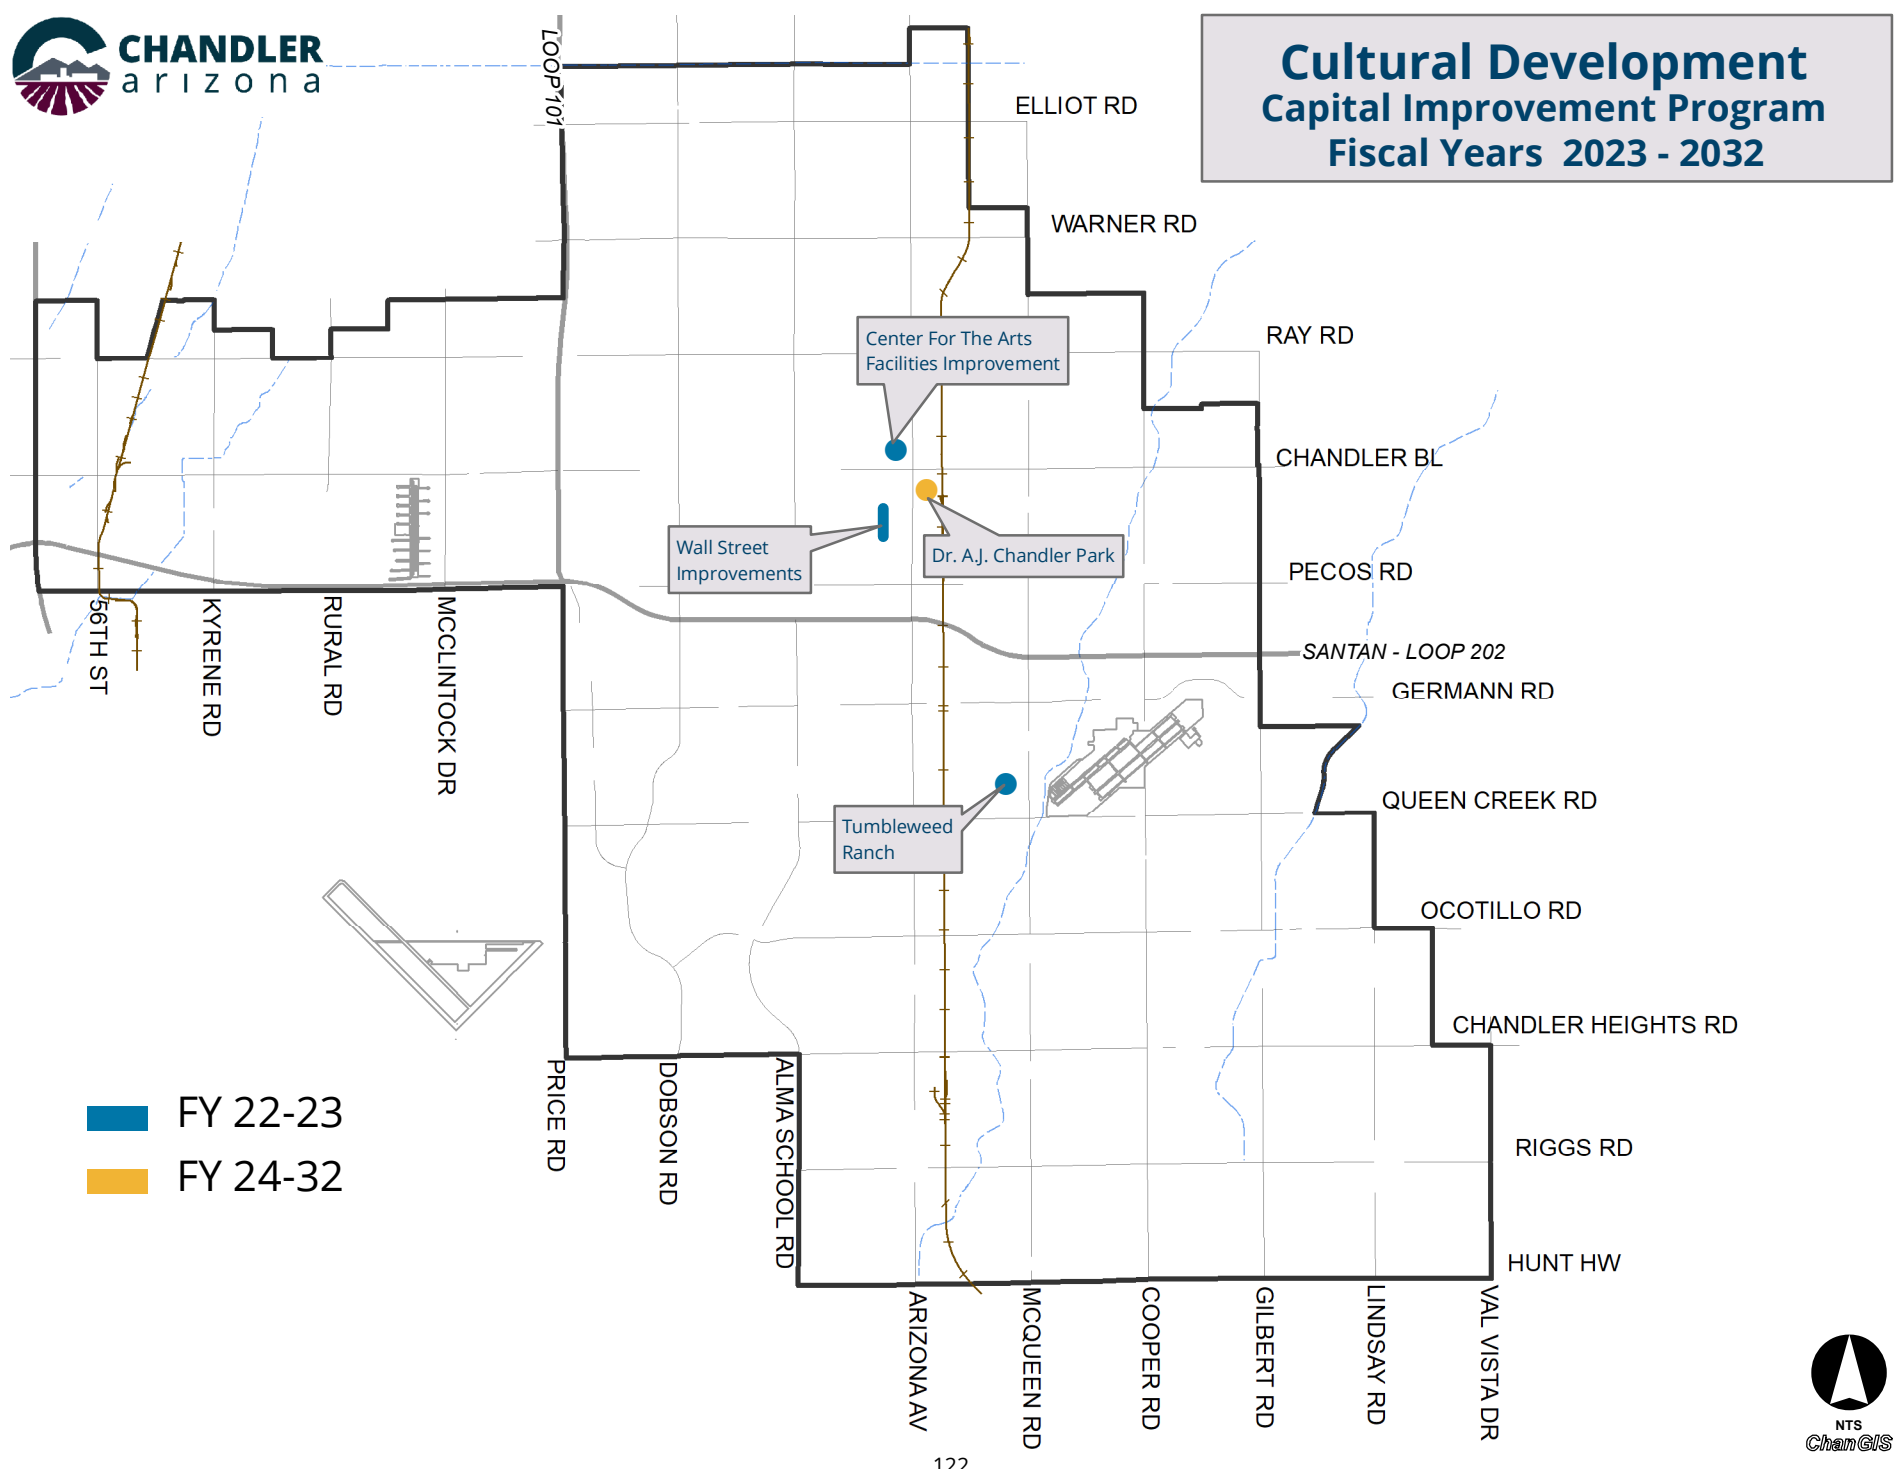 CHANDLER
arizona
Cultural Development
Capital Improvement Program
Fiscal Years 2023 - 2032
LOOP 101
ELLIOT RD
WARNER RD
RAY RD
Center For The Arts
Facilities Improvement
CHANDLER BL
Wall Street
Improvements
Dr. A.J. Chandler Park
PECOS RD
SANTAN - LOOP 202
GERMANN RD
56TH ST
KYRENE RD
RURAL RD
MCCLINTOCK DR
QUEEN CREEK RD
Tumbleweed
Ranch
OCOTILLO RD
CHANDLER HEIGHTS RD
PRICE RD
DOBSON RD
ALMA SCHOOL RD
FY 22-23
FY 24-32
RIGGS RD
HUNT HW
ARIZONA AV
MCQUEEN RD
COOPER RD
GILBERT RD
LINDSAY RD
VAL VISTA DR
NTS
ChanGIS
122